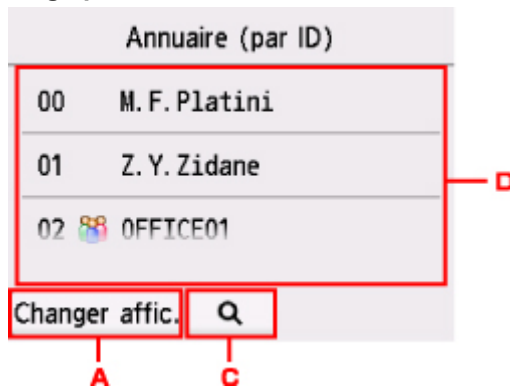 Annuaire (par ID)
00 M.F.Platini
01 Z.Y.Zidane
02 OFFICE01
D
Changer affic.
A C